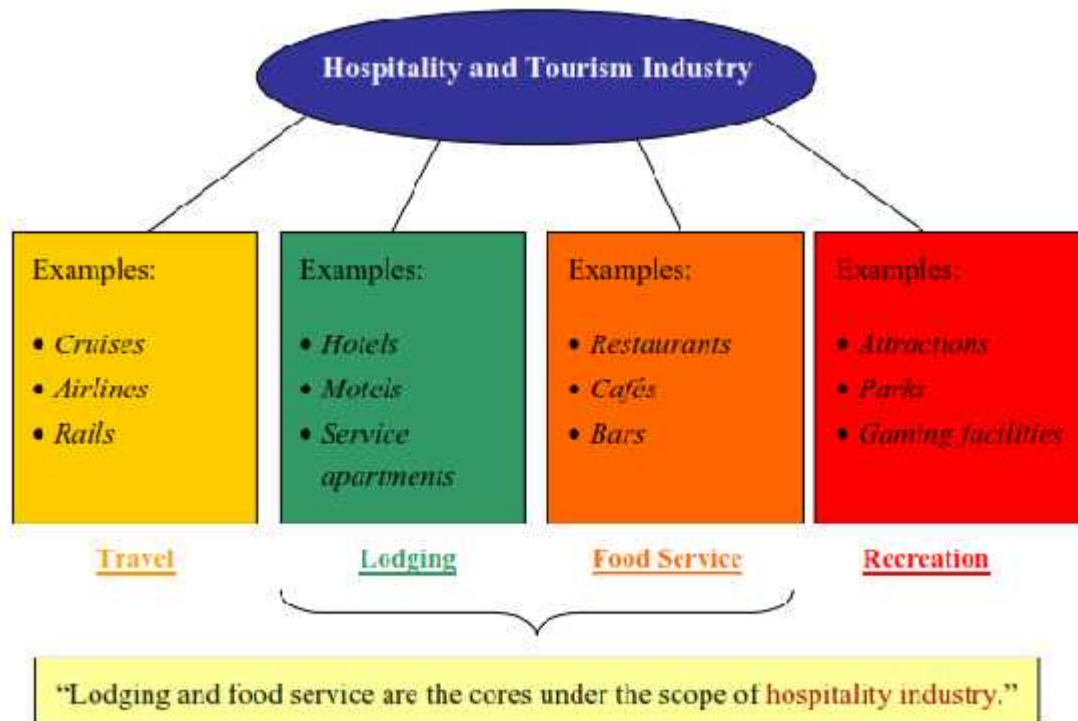 Hospitality and Tourism Industry
Examples:
• Cruises
• Airlines
• Rails
Travel
Examples:
• Hotels
• Motels
• Service
apartments
Lodging
Examples:
• Restaurants
• Cafés
• Bars
Food Service
Examples:
• Attractions
• Parks
• Gaming facilities
Recreation
“Lodging and food service are the cores under the scope of hospitality industry.”